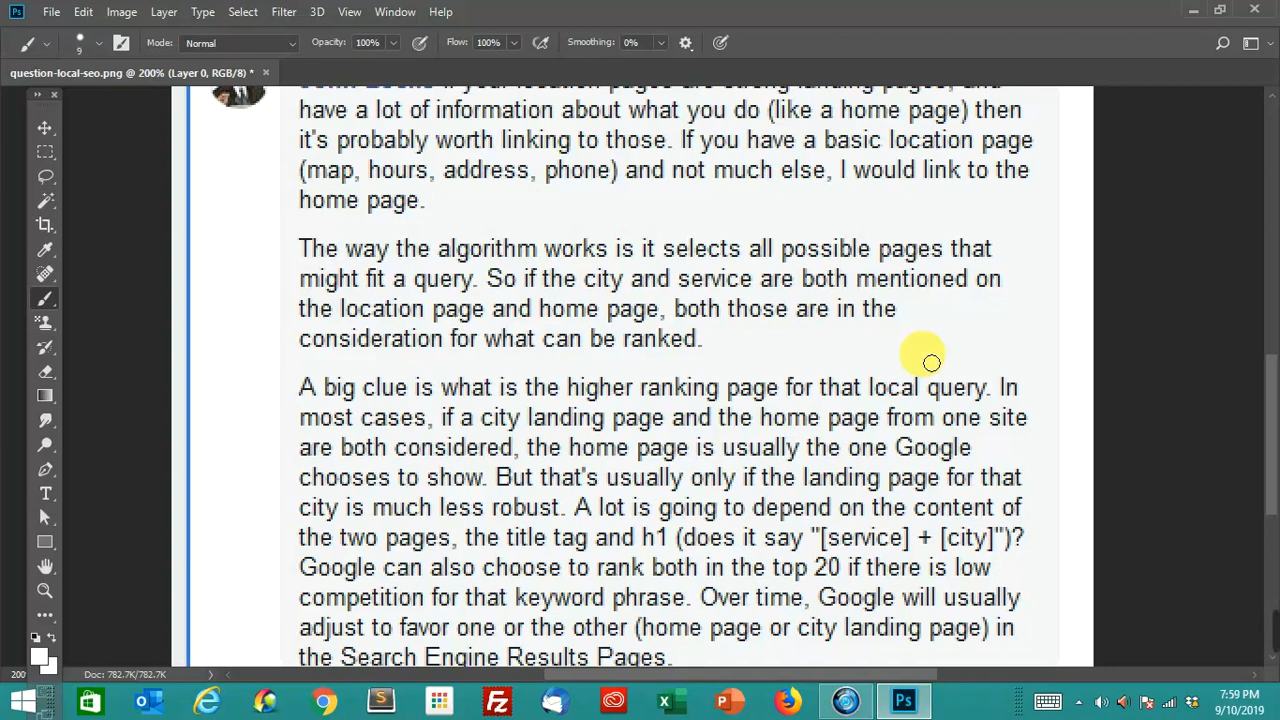 File Edit Image Layer Type Select Filter 3D View Window Help
9 Mode: Normal Opacity: 100% Flow: 100% Smoothing: 0%
question-local-seo.png @ 200% (Layer 0, RGB/8) *
If your location pages are strong landing pages, and
have a lot of information about what you do (like a home page) then
it's probably worth linking to those. If you have a basic location page
(map, hours, address, phone) and not much else, I would link to the
home page.
The way the algorithm works is it selects all possible pages that
might fit a query. So if the city and service are both mentioned on
the location page and home page, both those are in the
consideration for what can be ranked.
A big clue is what is the higher ranking page for that local query. In
most cases, if a city landing page and the home page from one site
are both considered, the home page is usually the one Google
chooses to show. But that's usually only if the landing page for that
city is much less robust. A lot is going to depend on the content of
the two pages, the title tag and h1 (does it say "[service] + [city]")?
Google can also choose to rank both in the top 20 if there is low
competition for that keyword phrase. Over time, Google will usually
adjust to favor one or the other (home page or city landing page) in
the Search Engine Results Pages.
200 Doc: 782.7K/782.7K
7:59 PM
9/10/2019